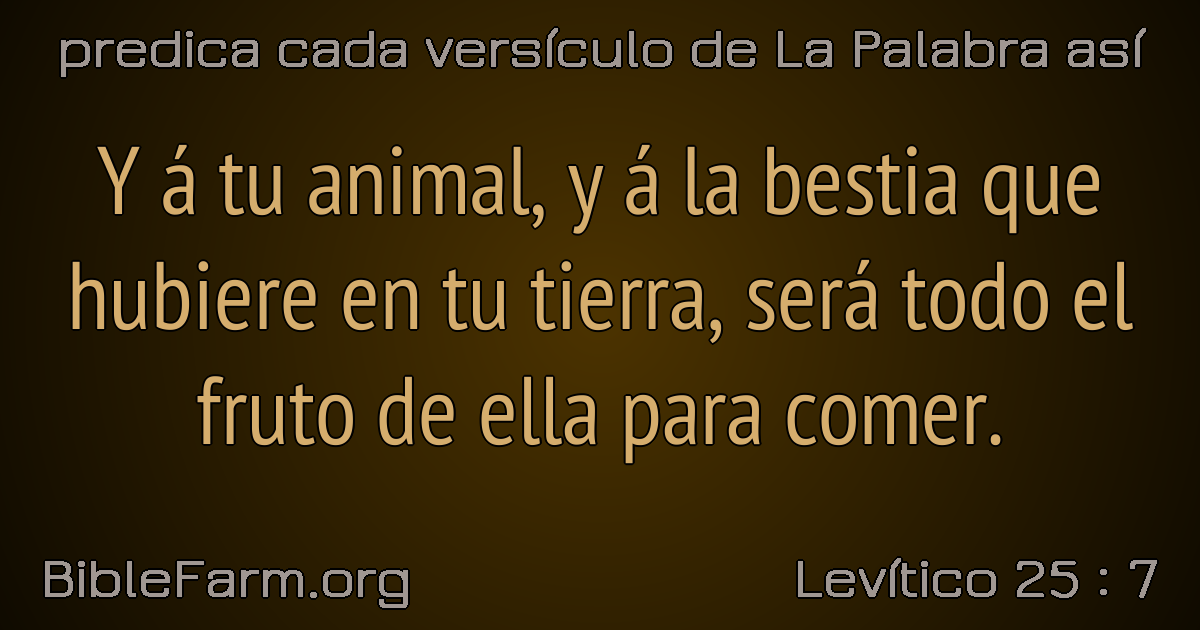 predica cada versículo de La Palabra así
Y á tu animal, y á la bestia que
hubiere en tu tierra, será todo el
fruto de ella para comer.
BibleFarm.org
Levítico 25 : 7